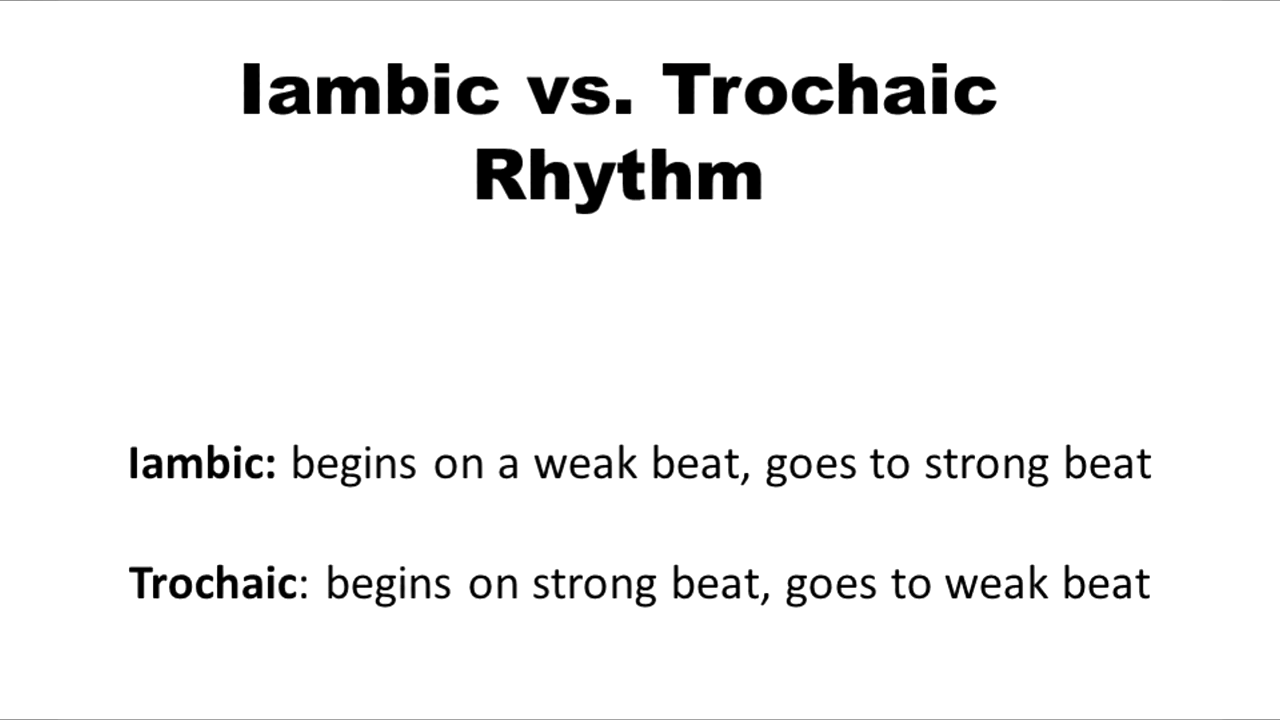 Iambic vs. Trochaic
Rhythm
Iambic: begins on a weak beat, goes to strong beat
Trochaic: begins on strong beat, goes to weak beat